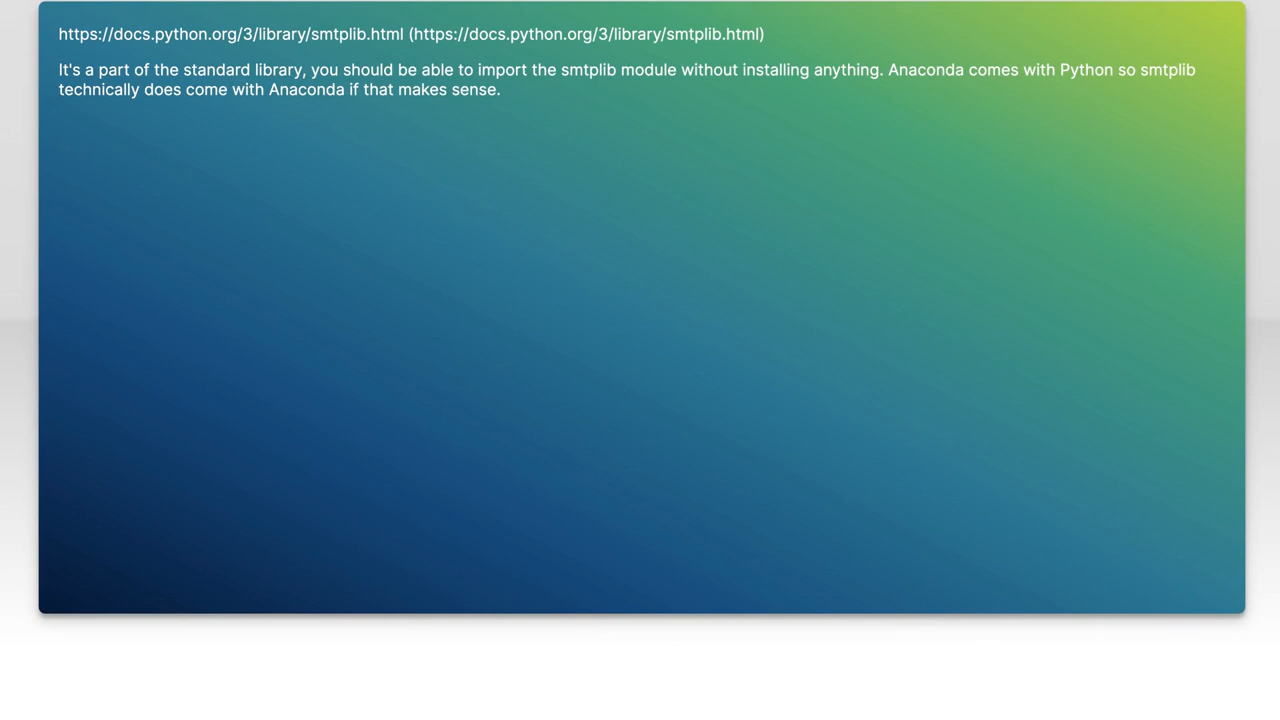 https://docs.python.org/3/library/smtplib.html (https://docs.python.org/3/library/smtplib.html)
It's a part of the standard library, you should be able to import the smtplib module without installing anything. Anaconda comes with Python so smtplib
technically does come with Anaconda if that makes sense.